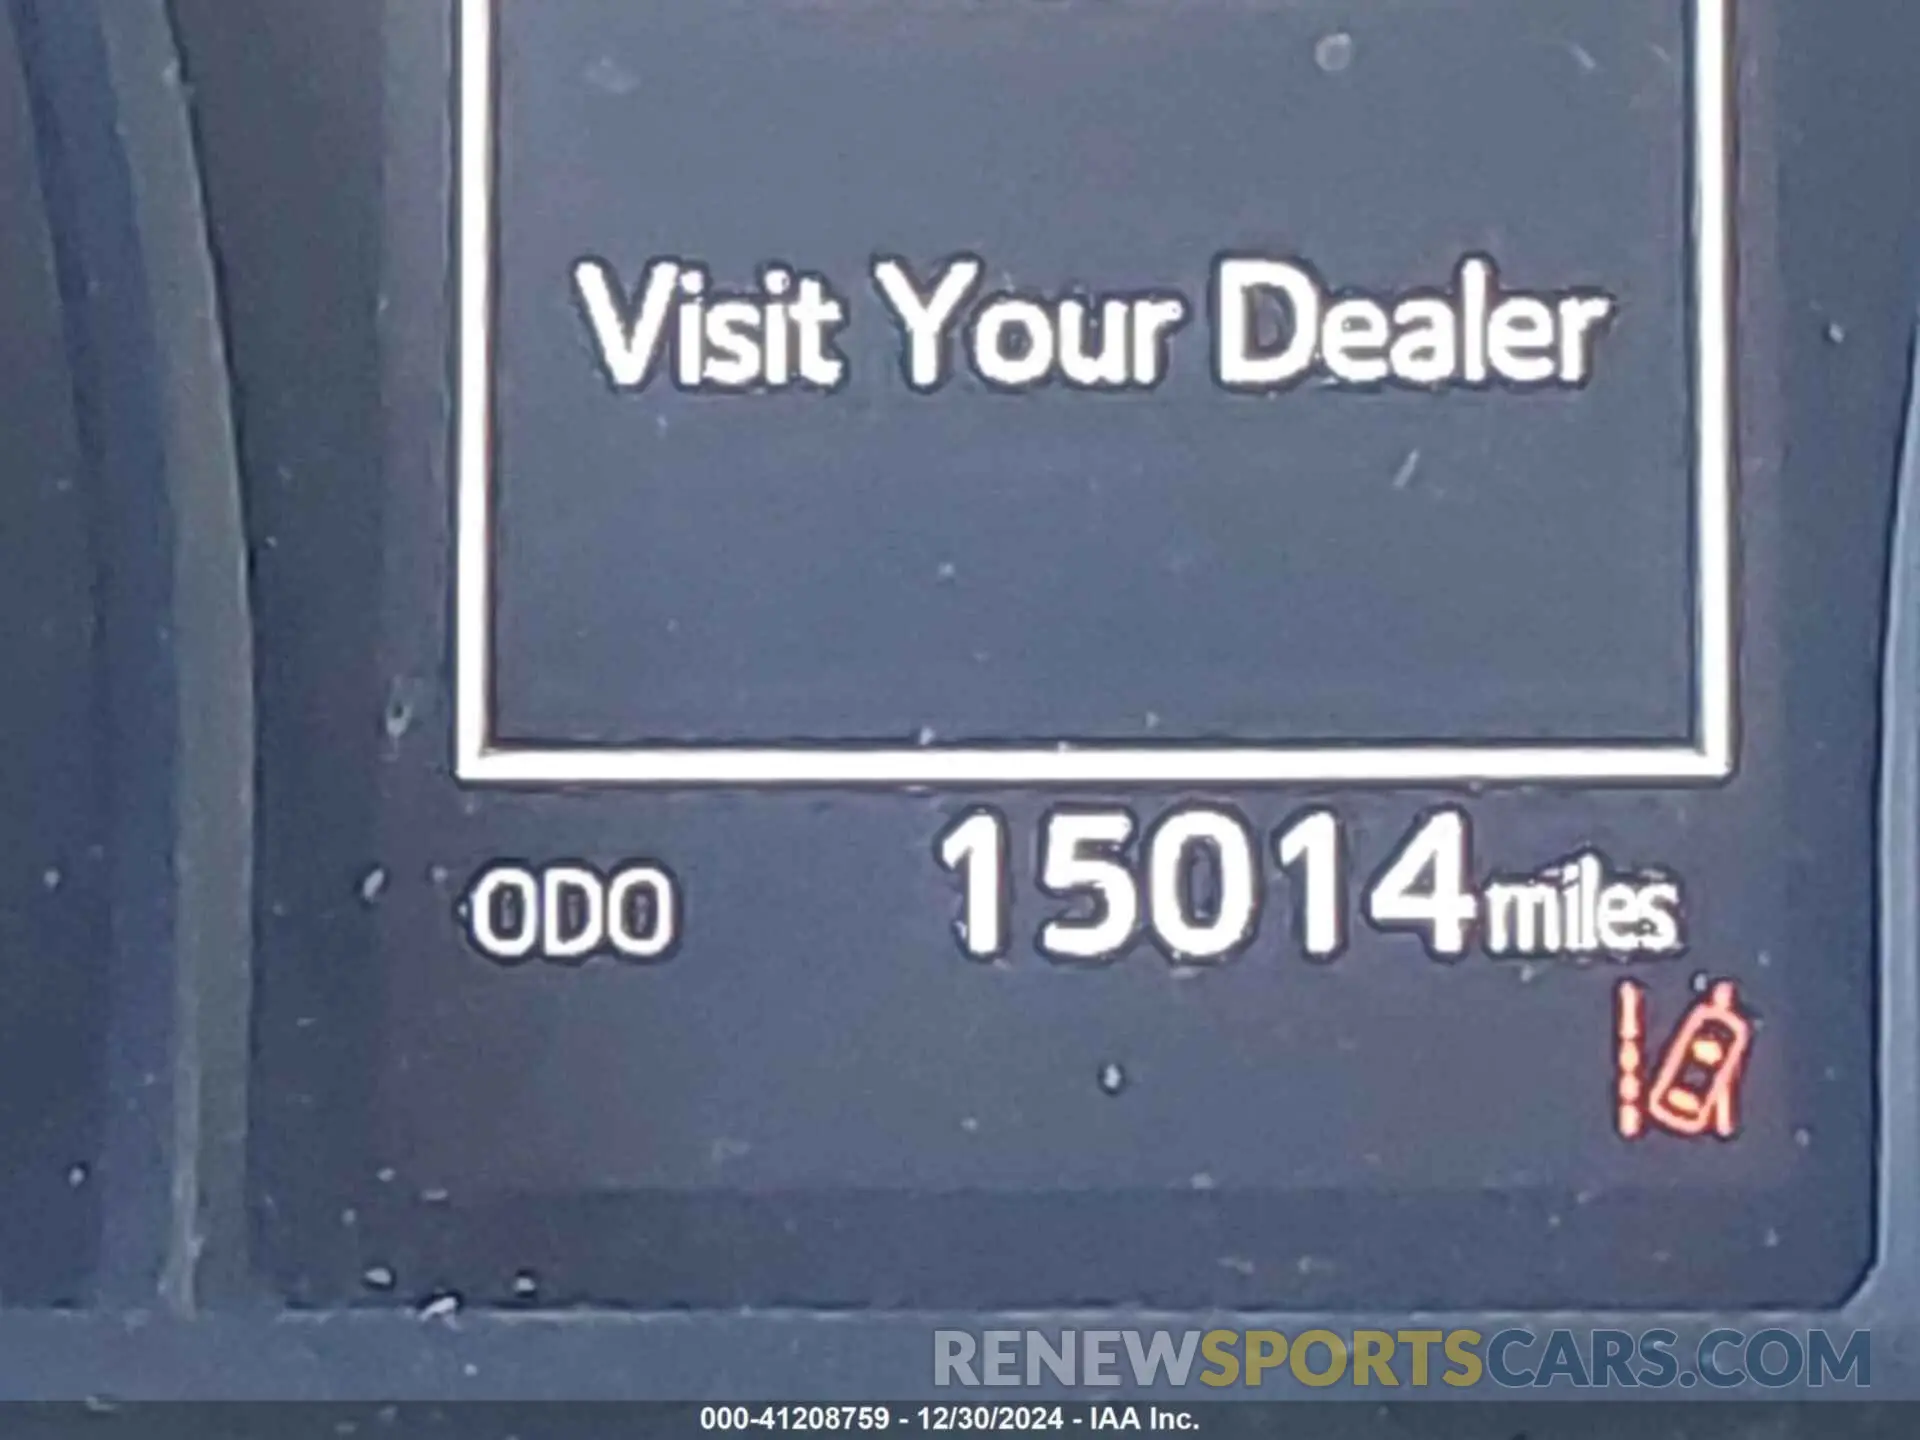 Visit Your Dealer
ODO 15014 miles
RENEWSPORTSCARS.COM
000-41208759 - 12/30/2024 - IAA Inc.